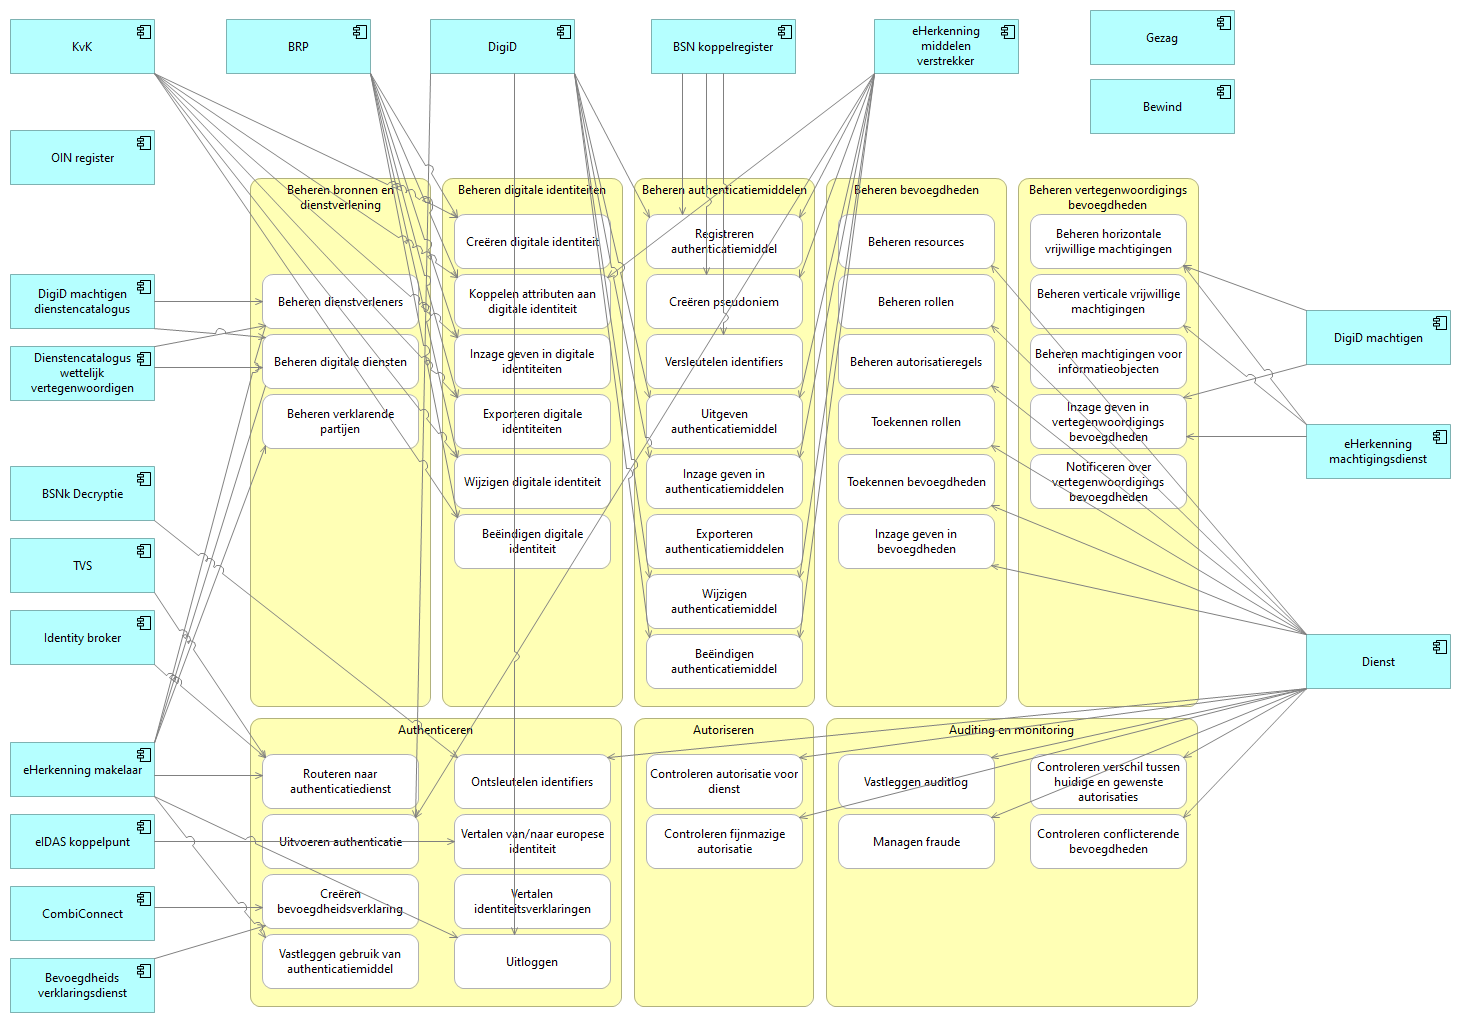 KvK
BRP
DigiD
BSN koppelregister
eHerkenning
middelen
verstrekker
Gezag
Bewind
OIN register
Beheren bronnen en
dienstverlening
Beheren digitale identiteiten
Beheren authenticatiemiddelen
Beheren bevoegdheden
Beheren vertegenwoordigings
bevoegdheden
Creëren digitale identiteit
Registreren
authenticatiemiddel
Beheren resources
Beheren horizontale
vrijwillige machtigingen
DigiD machtigen
dienstencatalogus
Beheren dienstverleners
Koppelen attributen aan
digitale identiteit
Creëren pseudoniem
Beheren rollen
Beheren verticale vrijwillige
machtigingen
DigiD machtigen
Dienstencatalogus
wettelijk
vertegenwoordigen
Beheren digitale diensten
Inzage geven in digitale
identiteiten
Versleutelen identifiers
Beheren autorisatieregels
Beheren machtigingen voor
informatieobjecten
Beheren verklarende
partijen
Exporteren digitale
identiteiten
Uitgeven
authenticatiemiddel
Toekennen rollen
Inzage geven in
vertegenwoordigings
bevoegdheden
eHerkenning
machtigingsdienst
BSNk Decryptie
Wijzigen digitale identiteit
Inzage geven in
authenticatiemiddelen
Toekennen bevoegdheden
Notificeren over
vertegenwoordigings
bevoegdheden
TVS
Beëindigen digitale
identiteit
Exporteren
authenticatiemiddelen
Inzage geven in
bevoegdheden
Identity broker
Wijzigen
authenticatiemiddel
Beëindigen
authenticatiemiddel
Dienst
Authenticeren
Autoriseren
Auditing en monitoring
eHerkenning makelaar
Routeren naar
authenticatiedienst
Ontsleutelen identifiers
Controleren autorisatie voor
dienst
Vastleggen auditlog
Controleren verschil tussen
huidige en gewenste
autorisaties
eIDAS koppelpunt
Uitvoeren authenticatie
Vertalen van/naar europese
identiteit
Controleren fijnmazige
autorisatie
Managen fraude
Controleren conflicterende
bevoegdheden
CombiConnect
Creëren
bevoegdheidsverklaring
Vertalen
identiteitsverklaringen
Bevoegdheids
verklaringsdienst
Vastleggen gebruik van
authenticatiemiddel
Uitloggen